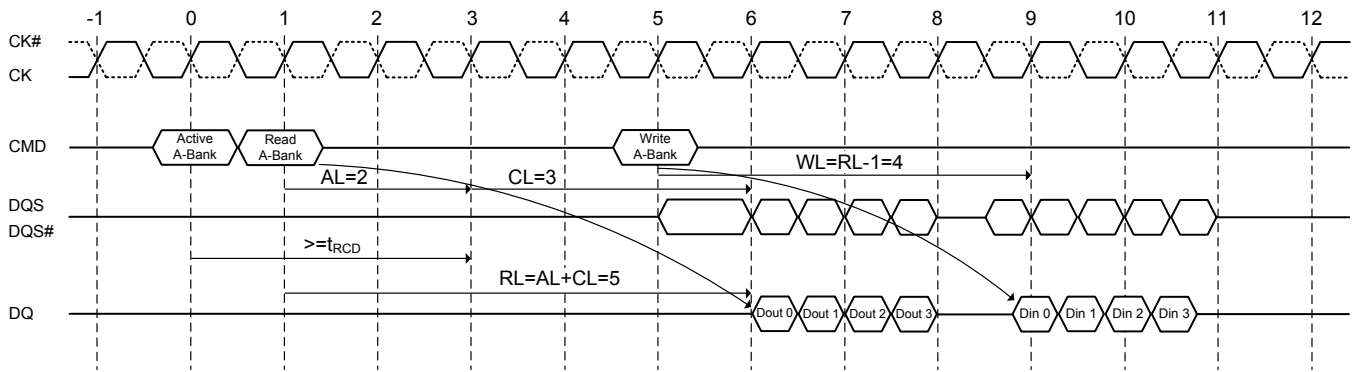 -1 0 1 2 3 4 5 6 7 8 9 10 11 12
CK#
CK
CMD
Active
A-Bank
Read
A-Bank
Write
A-Bank
WL=RL-1=4
AL=2
CL=3
DQS
DQS#
>=tRCD
RL=AL+CL=5
DQ
Dout 0 Dout 1 Dout 2 Dout 3
Din 0 Din 1 Din 2 Din 3